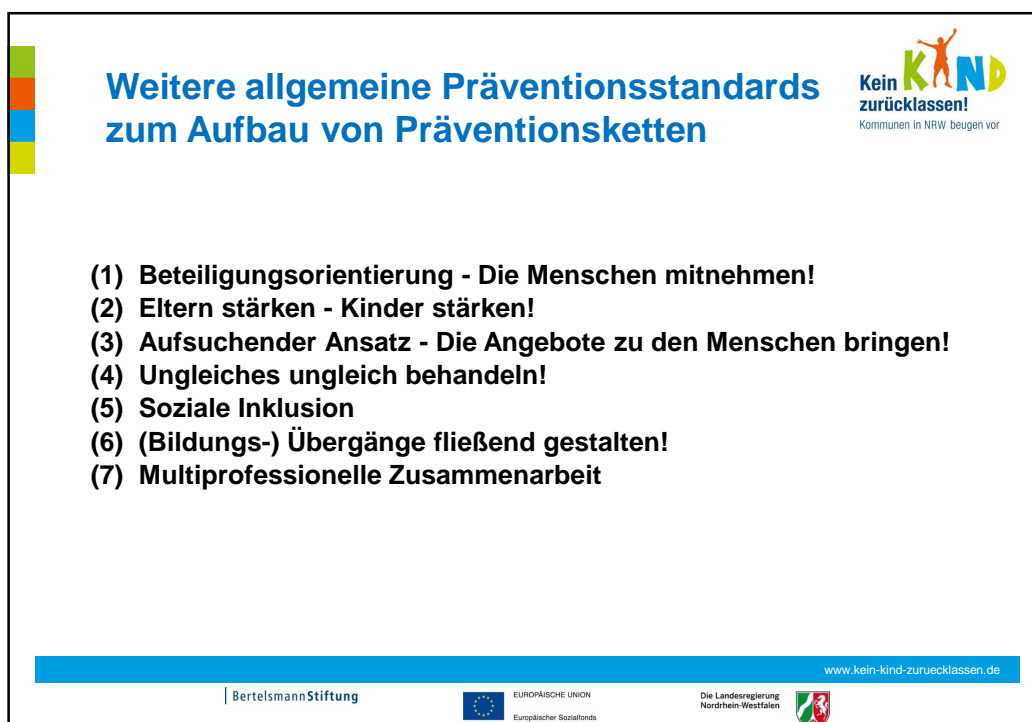 Weitere allgemeine Präventionsstandards
zum Aufbau von Präventionsketten
Kein KIND
zurücklassen!
Kommunen in NRW beugen vor
(1) Beteiligungsorientierung - Die Menschen mitnehmen!
(2) Eltern stärken - Kinder stärken!
(3) Aufsuchender Ansatz - Die Angebote zu den Menschen bringen!
(4) Ungleiches ungleich behandeln!
(5) Soziale Inklusion
(6) (Bildungs-) Übergänge fließend gestalten!
(7) Multiprofessionelle Zusammenarbeit
www.kein-kind-zuruecklassen.de
BertelsmannStiftung
EUROPÄISCHE UNION
Europäischer Sozialfonds
Die Landesregierung
Nordrhein-Westfalen